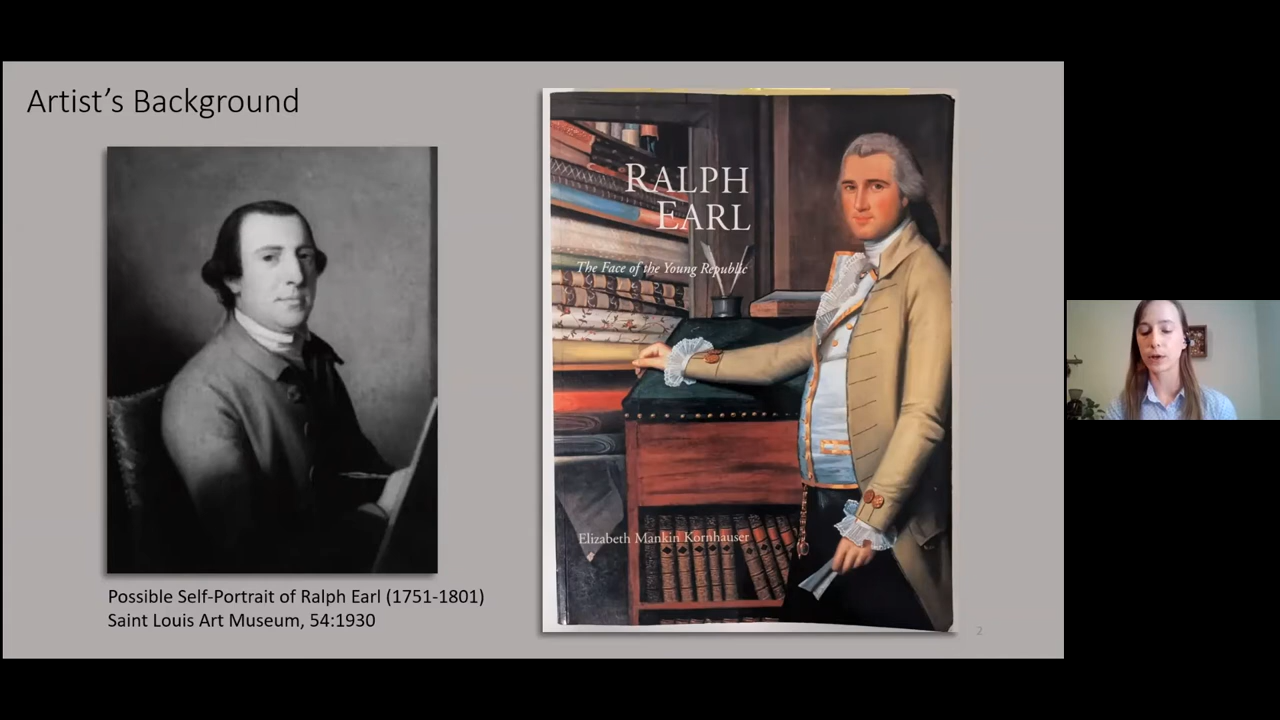 Artist's Background
RALPH
EARL
The Face of the Young Republic
Elizabeth Mankin Kornhauser
Possible Self-Portrait of Ralph Earl (1751-1801)
Saint Louis Art Museum, 54:1930
2